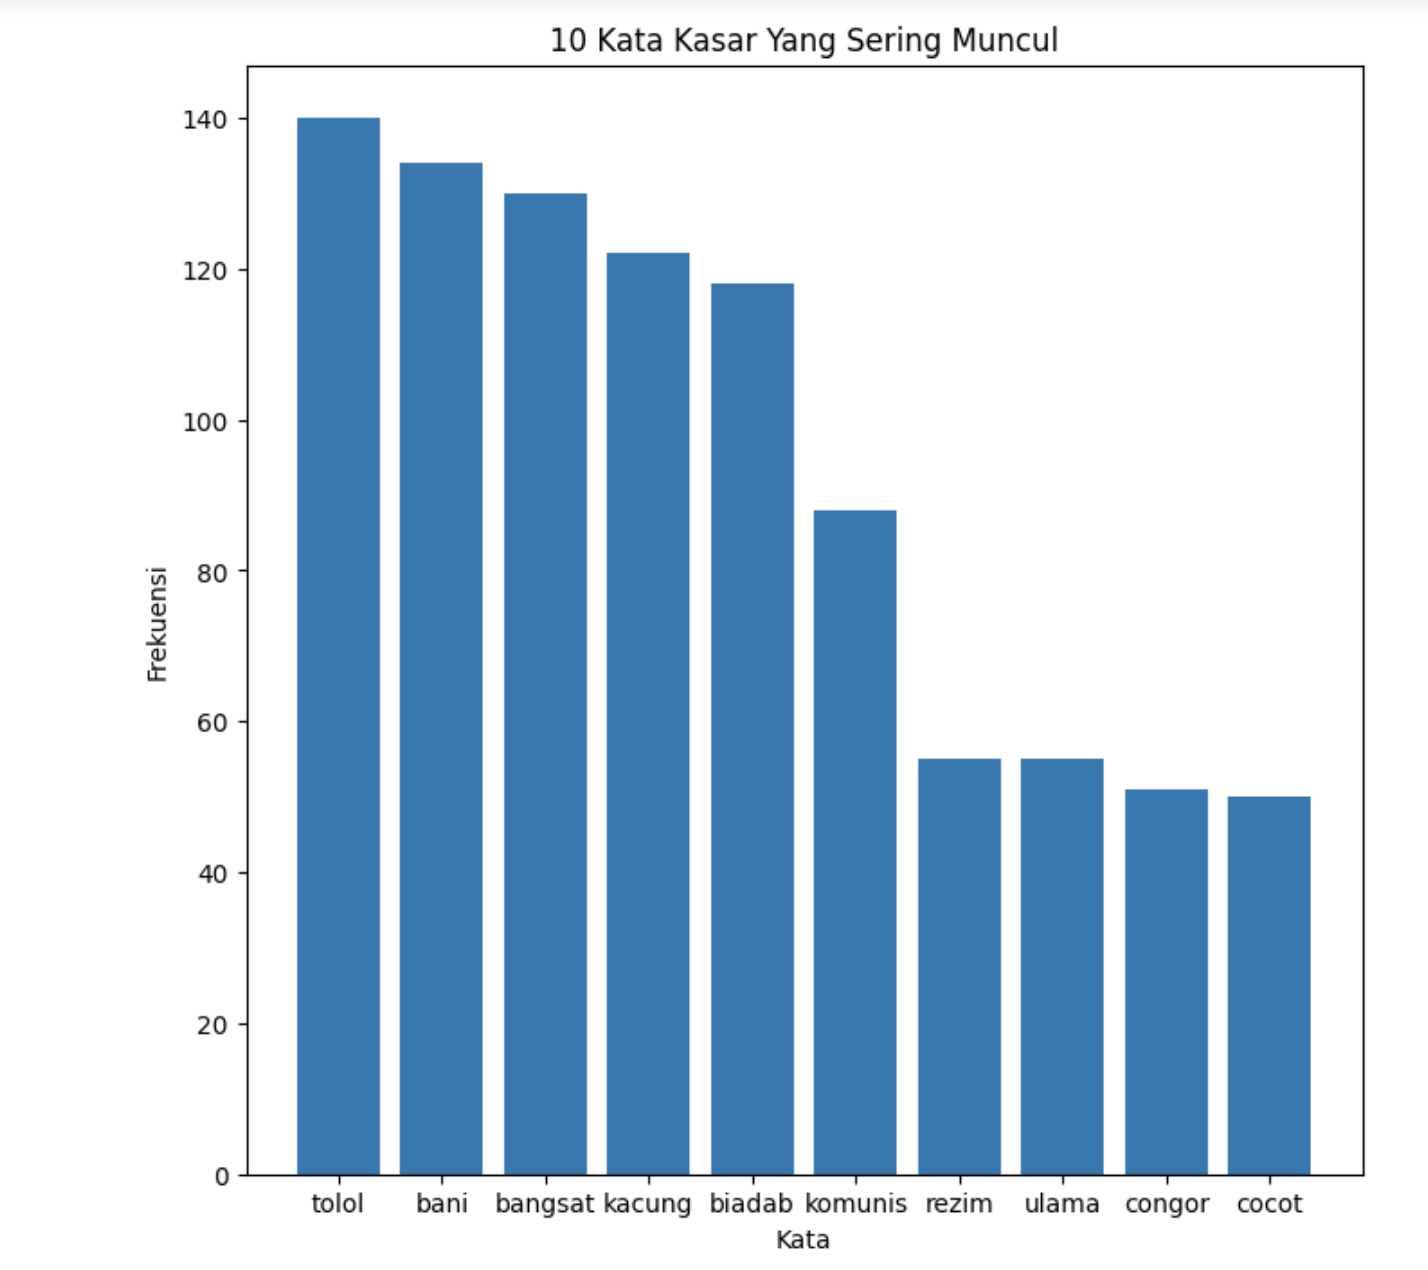 10 Kata Kasar Yang Sering Muncul
140
120
100
80
60
40
20
0
Frekuensi
tolol bani bangsat kacung biadab komunis rezim ulama congor cocot
Kata